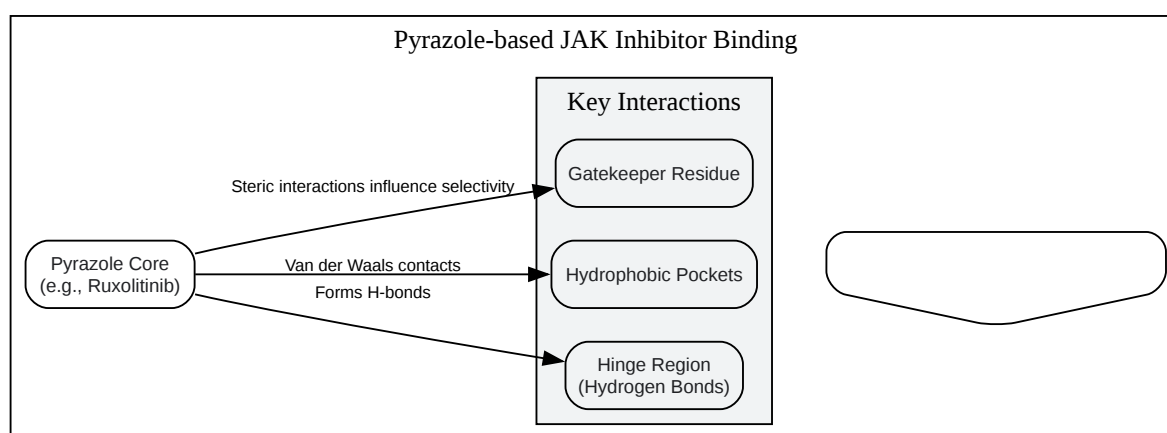 Pyrazole-based JAK Inhibitor Binding
Key Interactions
Gatekeeper Residue
Steric interactions influence selectivity
Pyrazole Core
(e.g., Ruxolitinib)
Van der Waals contacts
Hydrophobic Pockets
Forms H-bonds
Hinge Region
(Hydrogen Bonds)